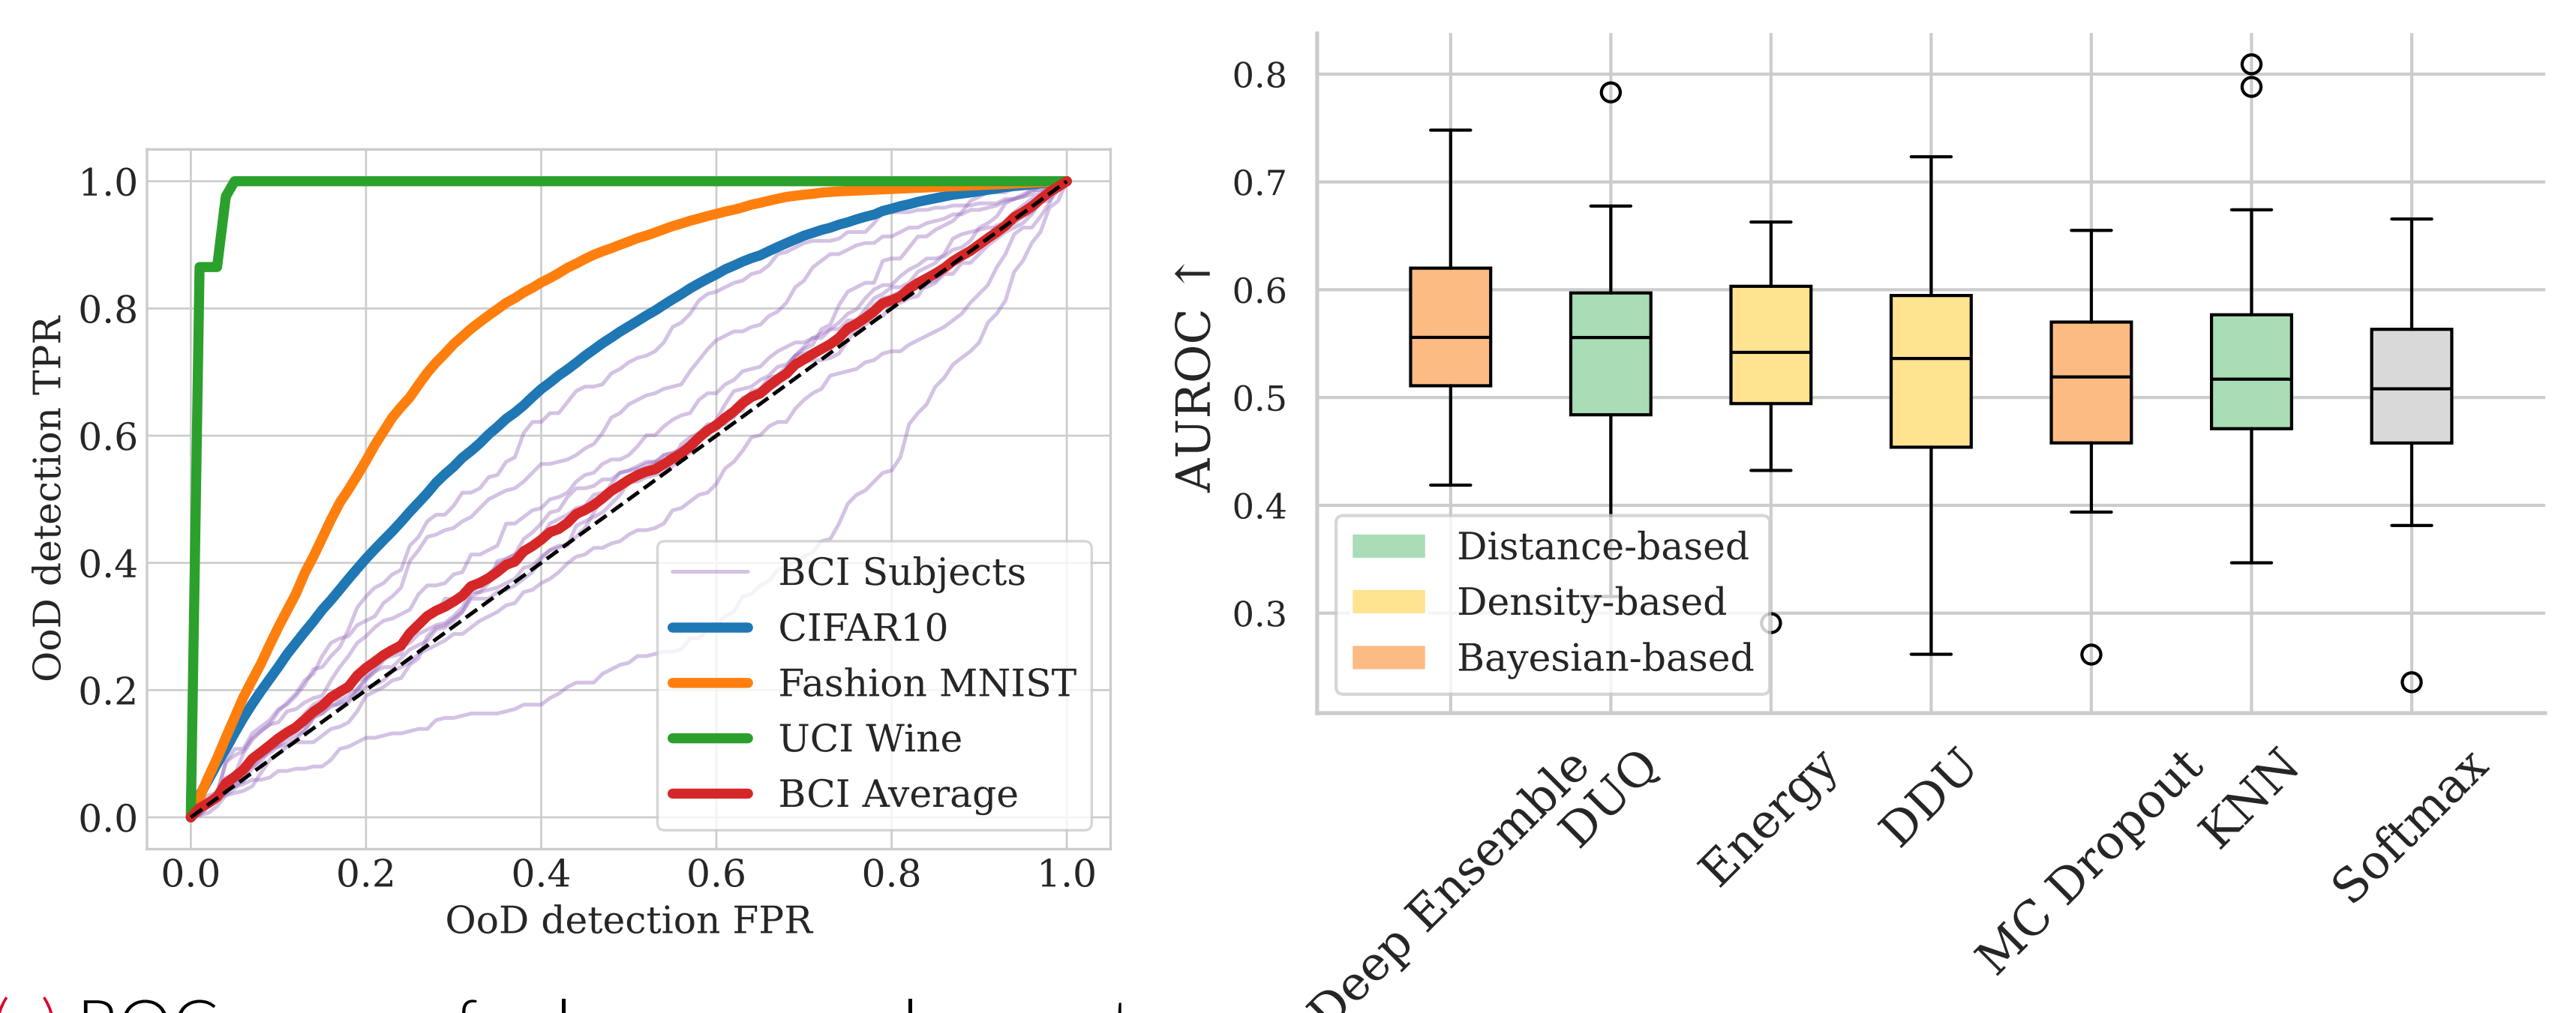 OoD detection TPR
1.0
0.8
0.6
0.4
0.2
0.0
0.0 0.2 0.4 0.6 0.8 1.0
OoD detection FPR
BCI Subjects
CIFAR10
Fashion MNIST
UCI Wine
BCI Average
AUROC ↑
0.8
0.7
0.6
0.5
0.4
0.3
Distance-based
Density-based
Bayesian-based
Deep Ensemble
DUQ
Energy
DDU
MC Dropout
KNN
Softmax